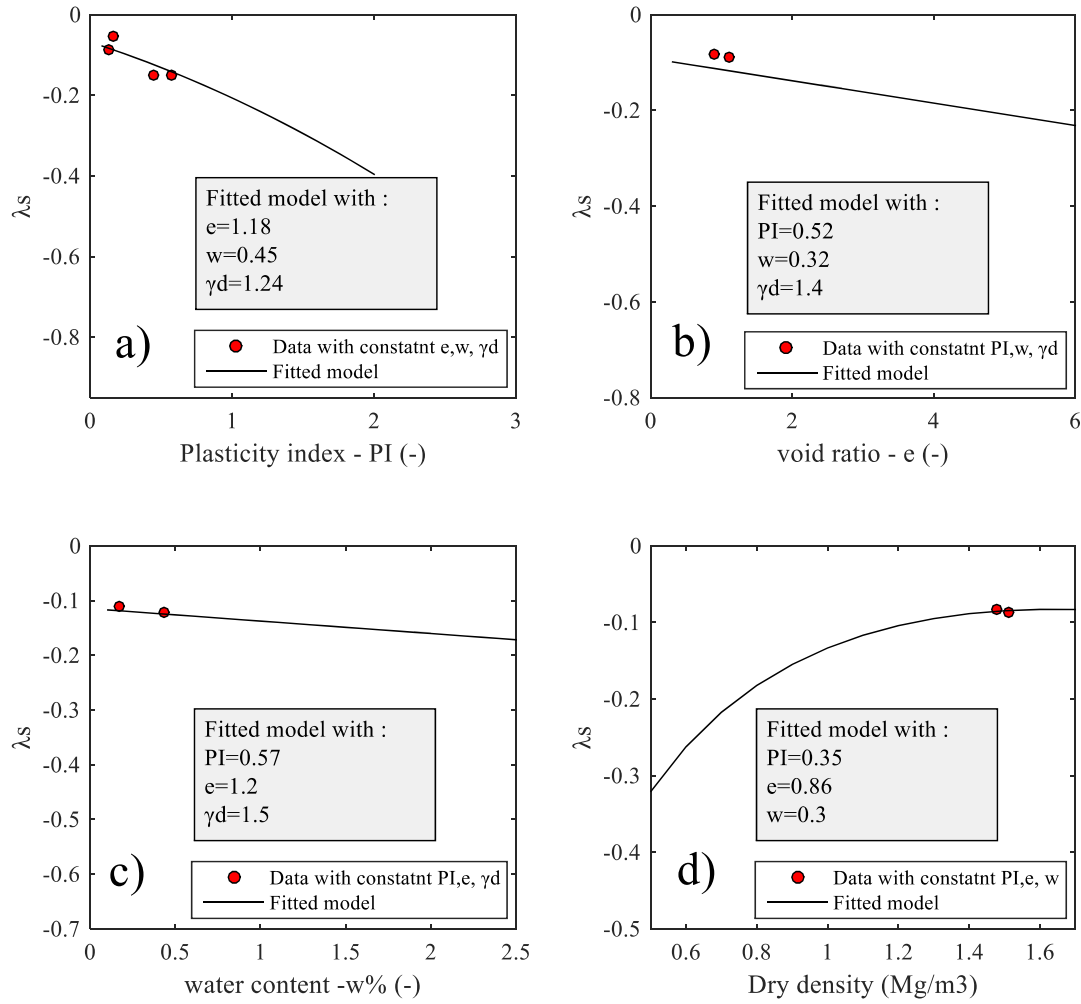 0
-0.2
-0.4
-0.6
-0.8
λs
Fitted model with :
e=1.18
w=0.45
γd=1.24
a)
Data with constatnt e,w, γd
Fitted model
0 1 2 3
Plasticity index - PI (-)
0
-0.2
-0.4
-0.6
-0.8
λs
Fitted model with :
PI=0.52
w=0.32
γd=1.4
b)
Data with constatnt PI,w, γd
Fitted model
0 2 4 6
void ratio - e (-)
0
-0.1
-0.2
-0.3
-0.4
-0.5
-0.6
-0.7
λs
Fitted model with :
PI=0.57
e=1.2
γd=1.5
c)
Data with constatnt PI,e, γd
Fitted model
0 0.5 1 1.5 2 2.5
water content -w% (-)
0
-0.1
-0.2
-0.3
-0.4
-0.5
λs
Fitted model with :
PI=0.35
e=0.86
w=0.3
d)
Data with constatnt PI,e, w
Fitted model
0.6 0.8 1 1.2 1.4 1.6
Dry density (Mg/m3)